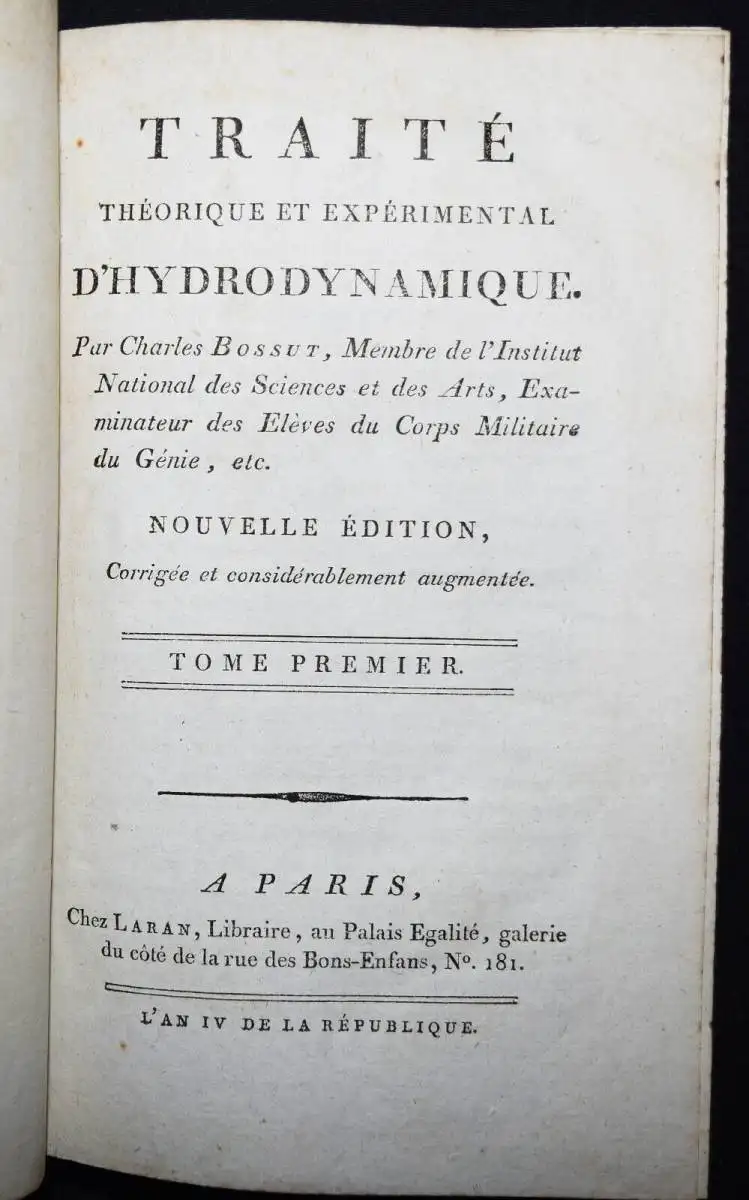 TRAITÉ
THÉORIQUE ET EXPÉRIMENTAL
D'HYDRODYNAMIQUE.
Par Charles BOSSUT, Membre de l'Institut
National des Sciences et des Arts, Exa-
minateur des Elèves du Corps Militaire
du Génie, etc.
NOUVELLE ÉDITION,
Corrigée et considérablement augmentée.
TOME PREMIER.
A PARIS,
Chez LARAN, Libraire, au Palais Egalité, galerie
du côté de la rue des Bons-Enfans, Nº. 181.
L'AN IV DE LA RÉPUBLIQUE.